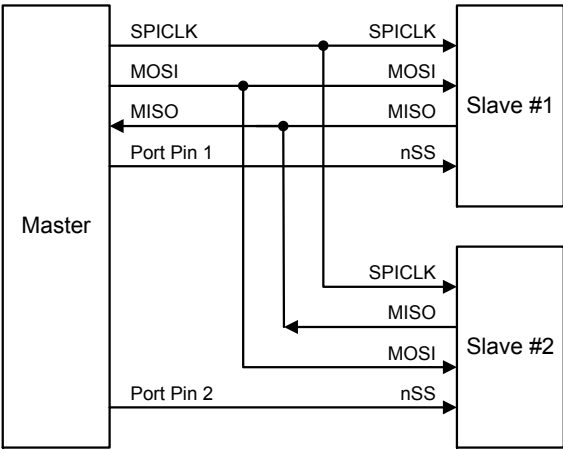 SPICLK SPICLK
MOSI MOSI
MISO MISO
Slave #1
Port Pin 1 nSS
Master
SPICLK
MISO
Slave #2
MOSI
Port Pin 2 nSS